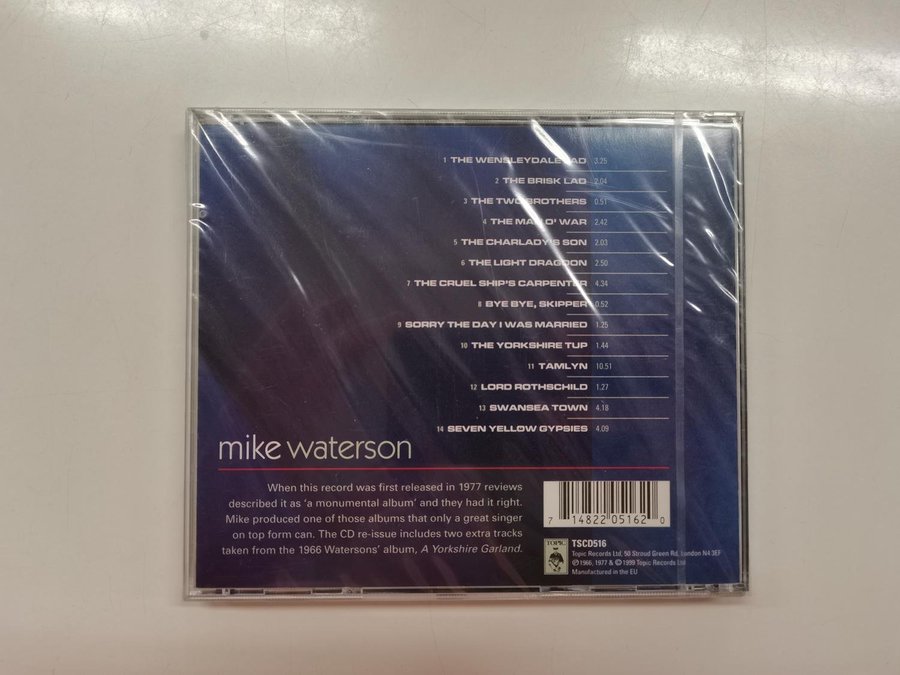 1 THE WENSLEYDALE LAD 3.25
2 THE BRISK LAD 2.04
3 THE TWO BROTHERS 0.51
4 THE MAN O' WAR 2.42
5 THE CHARLADY'S SON 2.03
6 THE LIGHT DRAGOON 2.50
7 THE CRUEL SHIP'S CARPENTER 4.34
8 BYE BYE, SKIPPER 0.52
9 SORRY THE DAY I WAS MARRIED 1.25
10 THE YORKSHIRE TUP 1.44
11 TAMLYN 10.51
12 LORD ROTHSCHILD 1.27
13 SWANSEA TOWN 4.18
14 SEVEN YELLOW GYPSIES 4.09
mike waterson
When this record was first released in 1977 reviews
described it as 'a monumental album' and they had it right.
Mike produced one of those albums that only a great singer
on top form can. The CD re-issue includes two extra tracks
taken from the 1966 Watersons' album, A Yorkshire Garland.
7 14822 05162 0
TOPIC
TSCD516
Topic Records Ltd, 50 Stroud Green Rd, London N4 3EF
℗ 1966, 1977 & © 1999 Topic Records Ltd
Manufactured in the EU